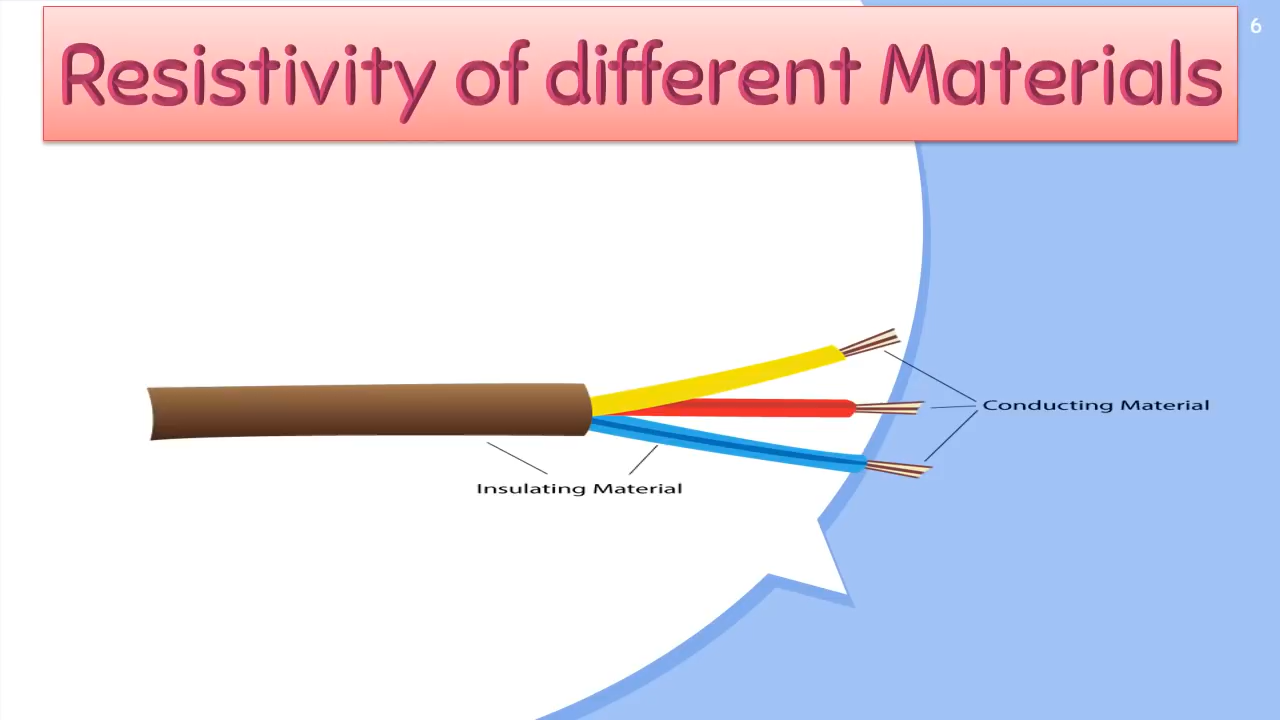 6
Resistivity of different Materials
Conducting Material
Insulating Material